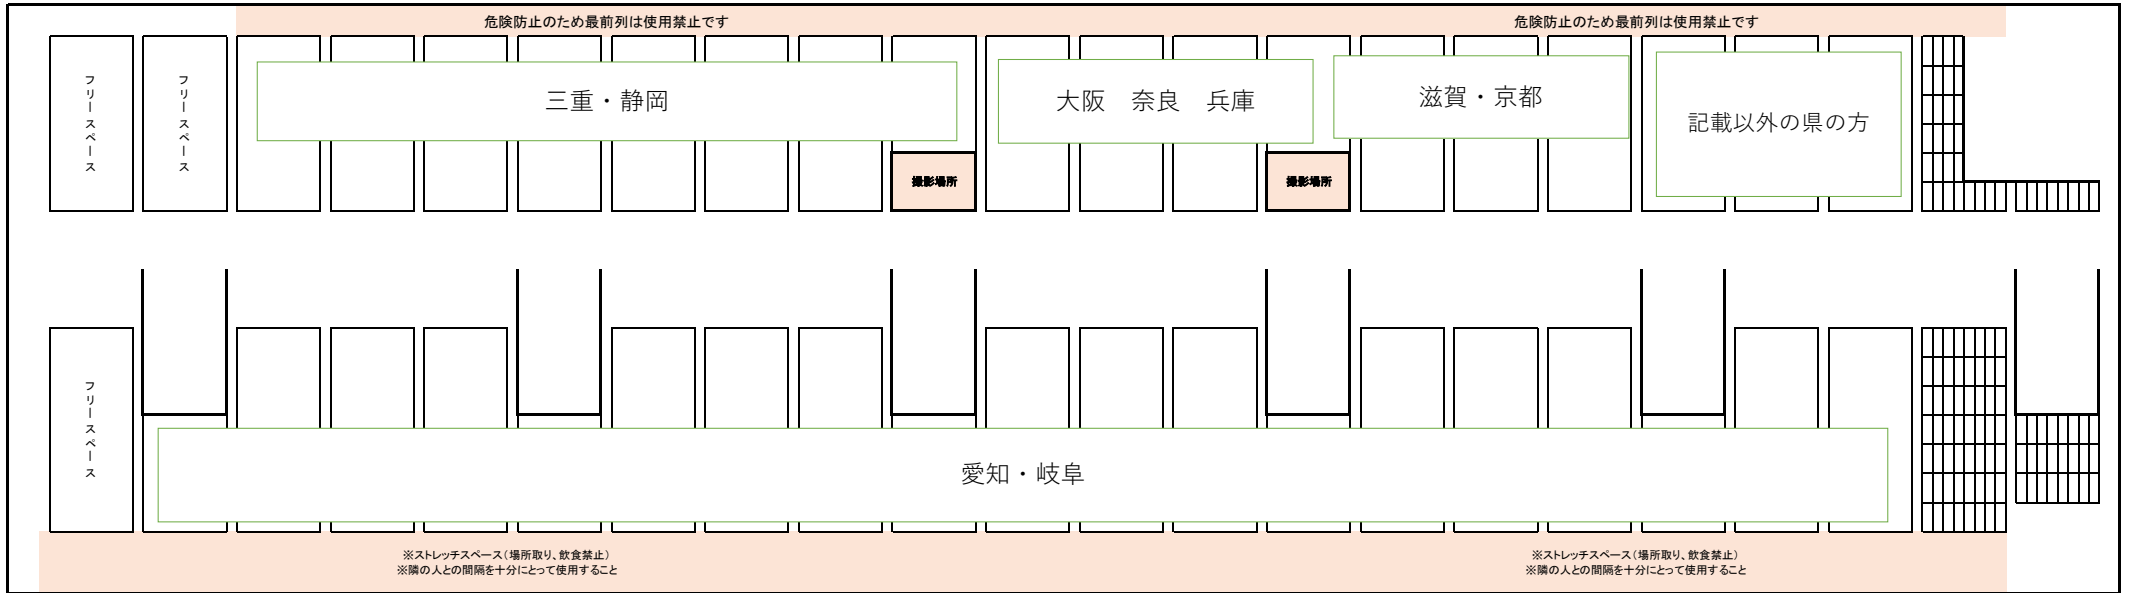 危険防止のため最前列は使用禁止です
危険防止のため最前列は使用禁止です
フリースペース
フリースペース
三重・静岡
大阪　奈良　兵庫
滋賀・京都
記載以外の県の方
撮影場所
撮影場所
フリースペース
愛知・岐阜
※ストレッチスペース(場所取り、飲食禁止)
※隣の人との間隔を十分にとって使用すること
※ストレッチスペース(場所取り、飲食禁止)
※隣の人との間隔を十分にとって使用すること